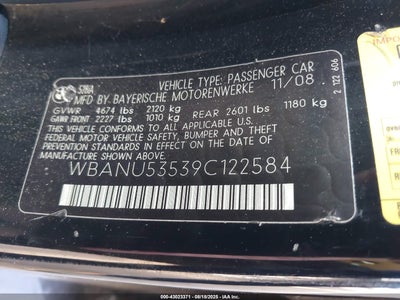 VEHICLE TYPE: PASSENGER CAR
MFD BY: BAYERISCHE MOTORENWERKE 11/08
GVWR 4674 lbs 2120 kg
GAWR FRONT 2227 lbs 1010 kg REAR 2601 lbs 1180 kg
THIS VEHICLE CONFORMS TO ALL APPLICABLE
FEDERAL MOTOR VEHICLE SAFETY, BUMPER AND THEFT
PREVENTION STANDARDS IN EFFECT ON THE DATE OF
MANUFACTURE SHOWN ABOVE.
WBANU53539C122584
2 122 606
000-43023371 - 08/18/2025 - IAA Inc.